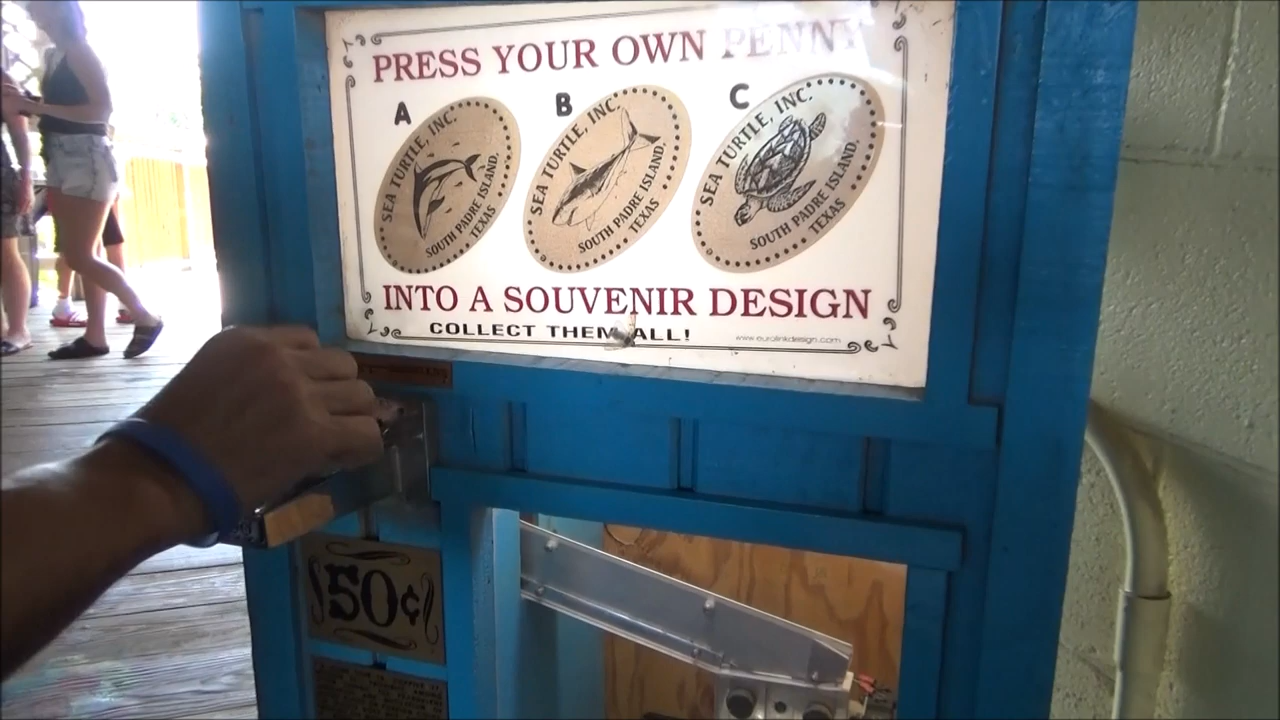 PRESS YOUR OWN PENNY
A
SEA TURTLE, INC.
SOUTH PADRE ISLAND,
TEXAS
B
SEA TURTLE, INC.
SOUTH PADRE ISLAND,
TEXAS
C
SEA TURTLE, INC.
SOUTH PADRE ISLAND,
TEXAS
INTO A SOUVENIR DESIGN
COLLECT THEM ALL!
www.eurolinkdesign.com
50¢